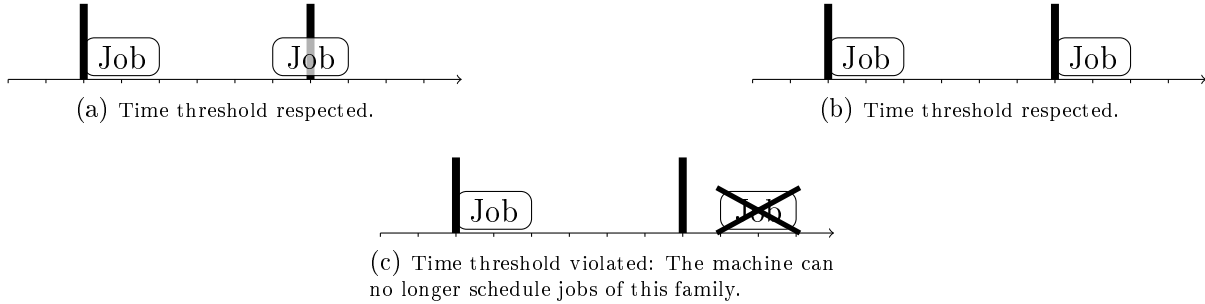 Job Job Job Job
(a) Time threshold respected. (b) Time threshold respected.
Job Job
(c) Time threshold violated: The machine can
no longer schedule jobs of this family.